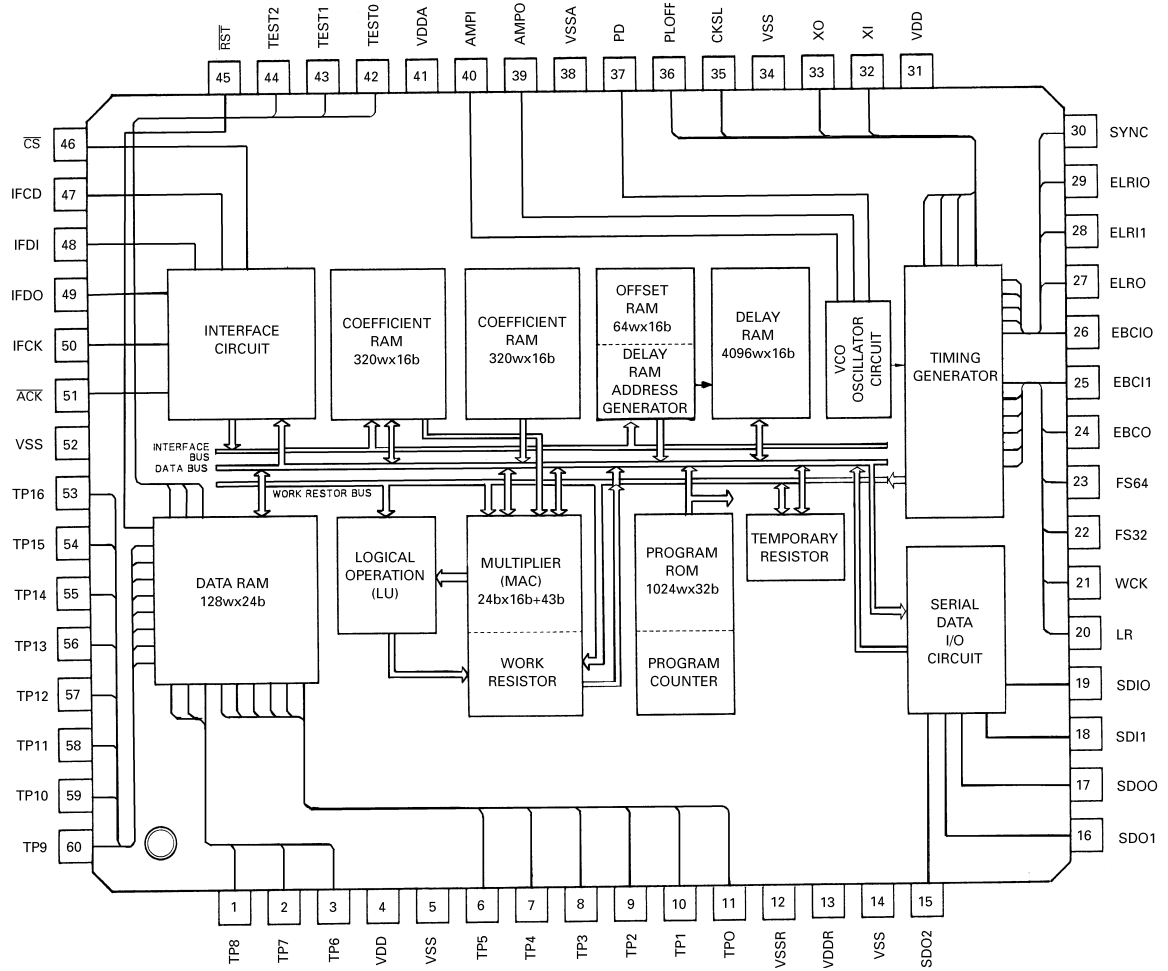 RST
TEST2
TEST1
TEST0
VDDA
AMPI
AMPO
VSSA
PD
PLOFF
CKSL
VSS
XO
XI
VDD
45
44
43
42
41
40
39
38
37
36
35
34
33
32
31
CS
46
IFCD
47
IFDI
48
IFDO
49
IFCK
50
ACK
51
VSS
52
TP16
53
TP15
54
TP14
55
TP13
56
TP12
57
TP11
58
TP10
59
TP9
60
30
SYNC
29
ELRIO
28
ELRI1
27
ELRO
26
EBCIO
25
EBCI1
24
EBCO
23
FS64
22
FS32
21
WCK
20
LR
19
SDIO
18
SDI1
17
SDOO
16
SDO1
INTERFACE
CIRCUIT
COEFFICIENT
RAM
320wx16b
COEFFICIENT
RAM
320wx16b
OFFSET
RAM
64wx16b
DELAY
RAM
ADDRESS
GENERATOR
DELAY
RAM
4096wx16b
VCO
OSCILLATOR
CIRCUIT
TIMING
GENERATOR
INTERFACE
BUS
DATA BUS
WORK RESTOR BUS
DATA RAM
128wx24b
LOGICAL
OPERATION
(LU)
MULTIPLIER
(MAC)
24bx16b+43b
WORK
RESISTOR
PROGRAM
ROM
1024wx32b
PROGRAM
COUNTER
TEMPORARY
RESISTOR
SERIAL
DATA
I/O
CIRCUIT
1
2
3
4
5
6
7
8
9
10
11
12
13
14
15
TP8
TP7
TP6
VDD
VSS
TP5
TP4
TP3
TP2
TP1
TPO
VSSR
VDDR
VSS
SDO2